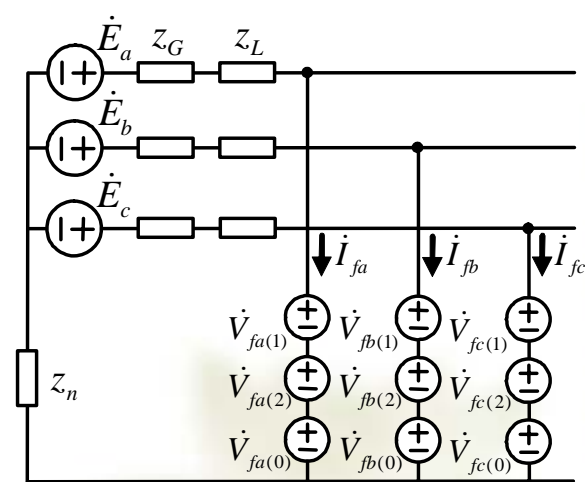 Ė_a z_G z_L
Ė_b
Ė_c
İ_fa İ_fb İ_fc
V̇_fa(1) V̇_fb(1) V̇_fc(1)
z_n V̇_fa(2) V̇_fb(2) V̇_fc(2)
V̇_fa(0) V̇_fb(0) V̇_fc(0)